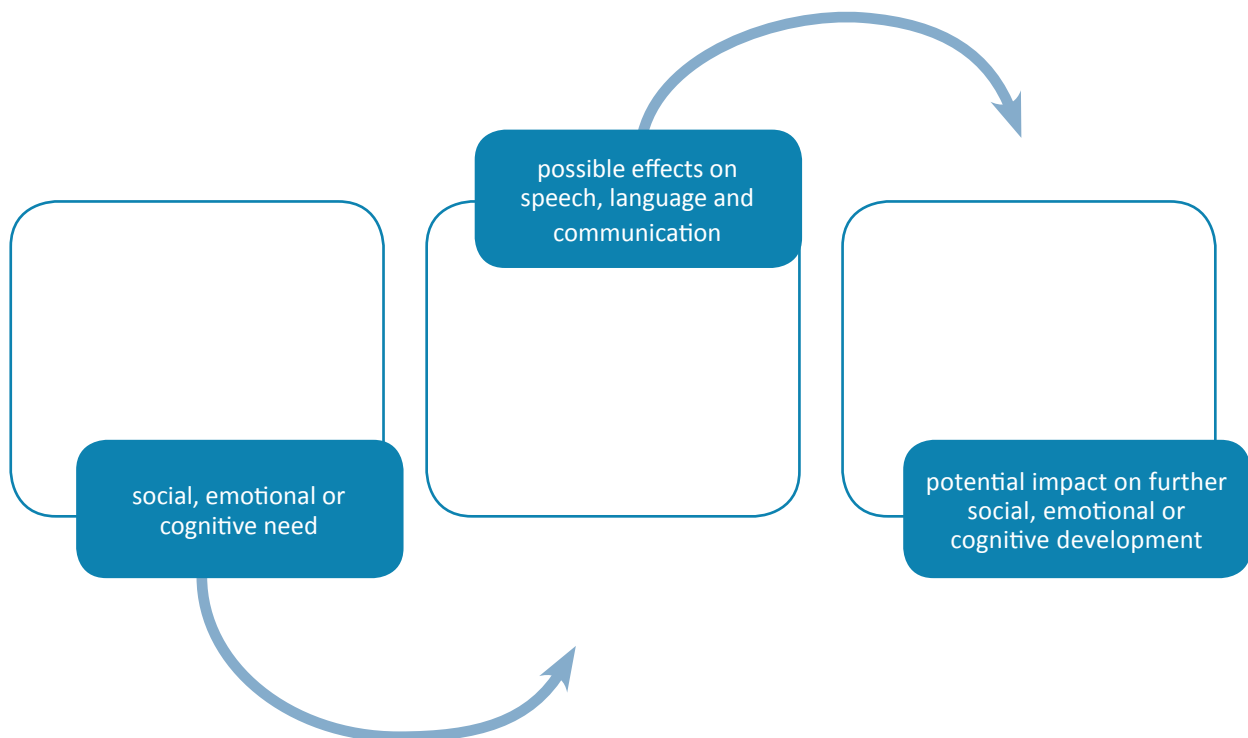 social, emotional or
cognitive need
possible effects on
speech, language and
communication
potential impact on further
social, emotional or
cognitive development